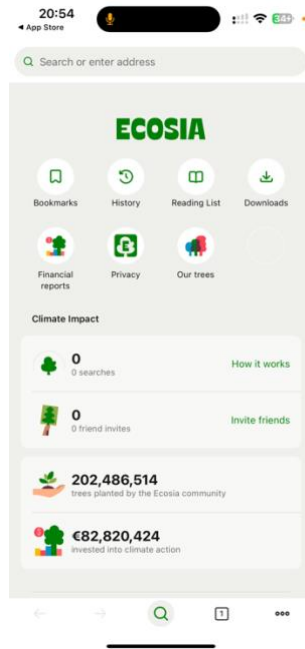 20:54
34+
◀ App Store
Search or enter address
ECOSIA
Bookmarks
History
Reading List
Downloads
Financial
reports
Privacy
Our trees
Climate Impact
0
0 searches
How it works
0
0 friend invites
Invite friends
202,486,514
trees planted by the Ecosia community
€82,820,424
invested into climate action
1